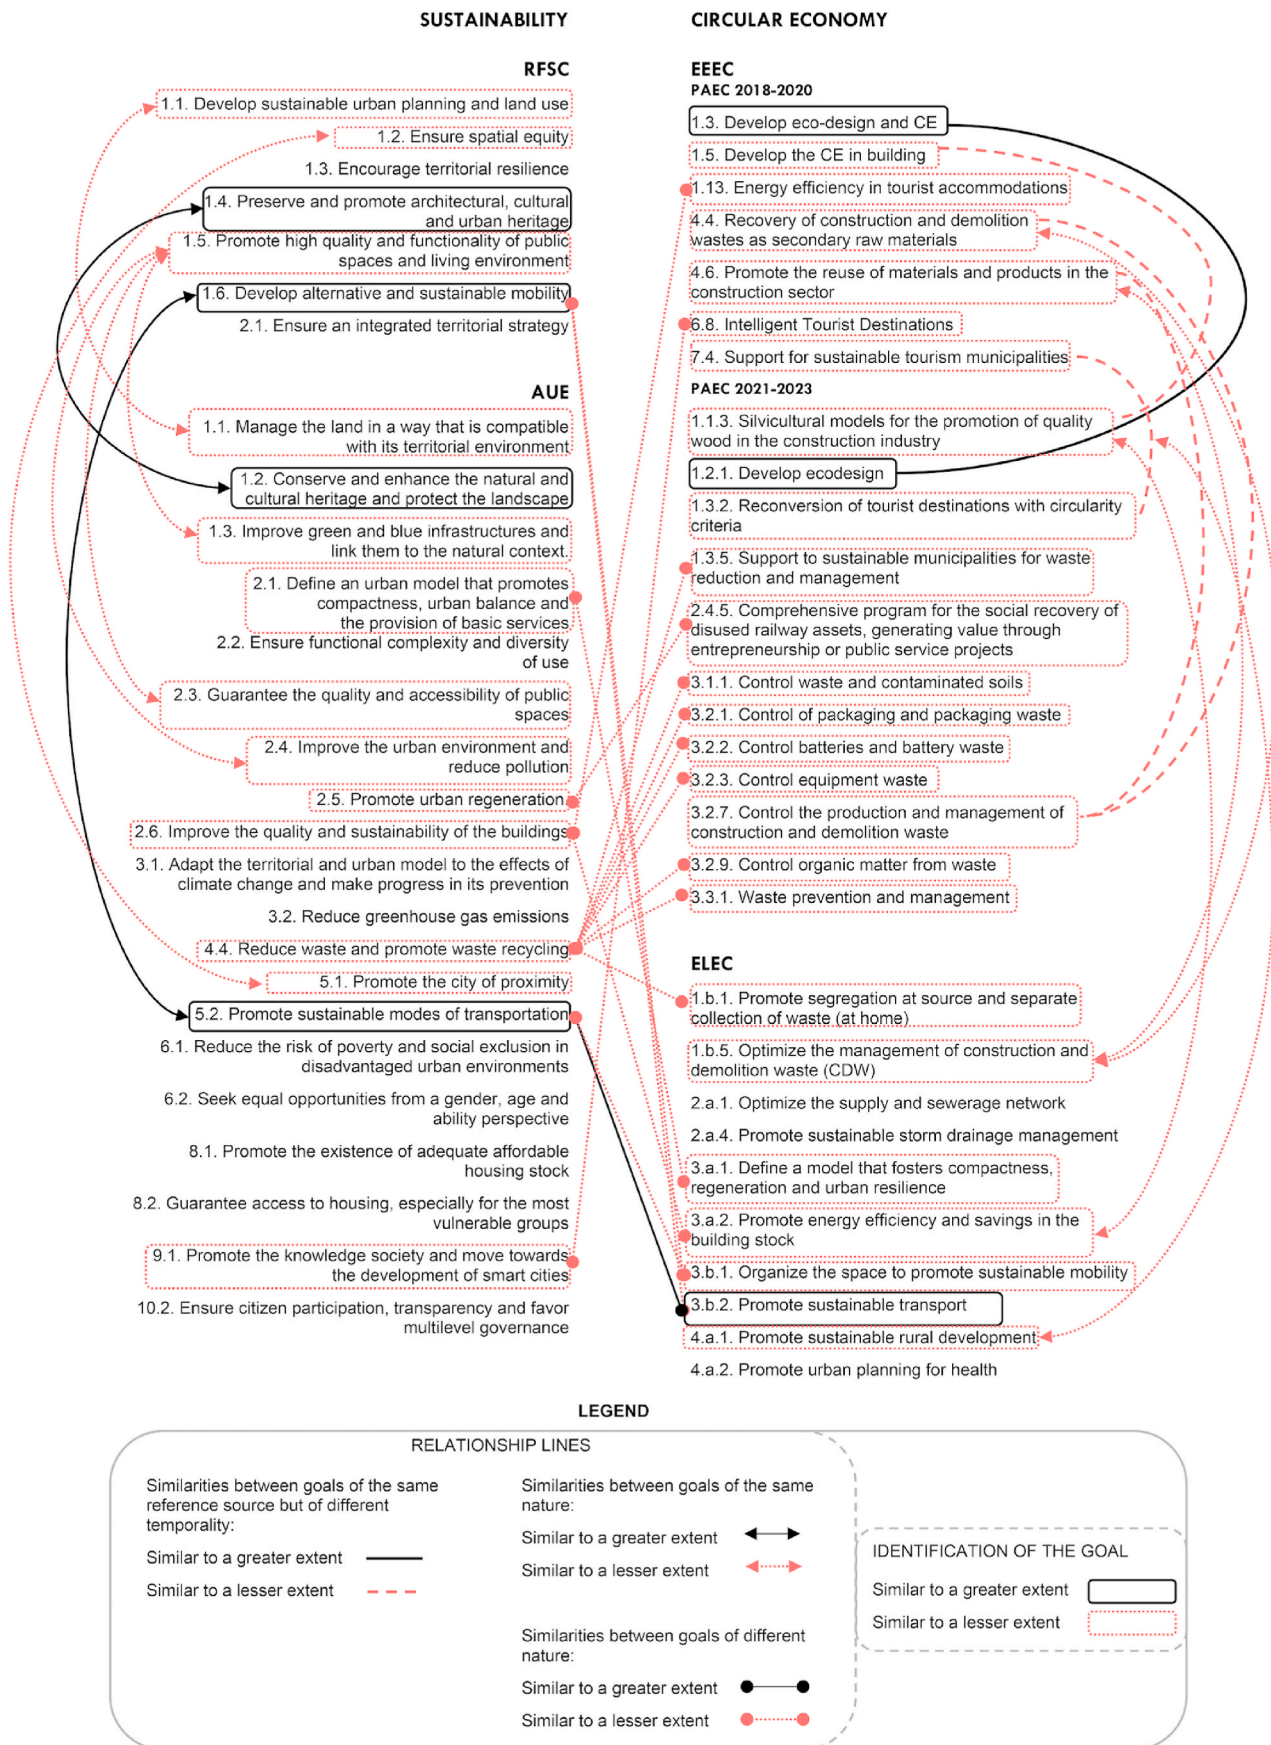 SUSTAINABILITY
RFSC
1.1. Develop sustainable urban planning and land use
1.2. Ensure spatial equity
1.3. Encourage territorial resilience
1.4. Preserve and promote architectural, cultural
and urban heritage
1.5. Promote high quality and functionality of public
spaces and living environment
1.6. Develop alternative and sustainable mobility
2.1. Ensure an integrated territorial strategy
AUE
1.1. Manage the land in a way that is compatible
with its territorial environment
1.2. Conserve and enhance the natural and
cultural heritage and protect the landscape
1.3. Improve green and blue infrastructures and
link them to the natural context.
2.1. Define an urban model that promotes
compactness, urban balance and
the provision of basic services
2.2. Ensure functional complexity and diversity
of use
2.3. Guarantee the quality and accessibility of public
spaces
2.4. Improve the urban environment and
reduce pollution
2.5. Promote urban regeneration
2.6. Improve the quality and sustainability of the buildings
3.1. Adapt the territorial and urban model to the effects of
climate change and make progress in its prevention
3.2. Reduce greenhouse gas emissions
4.4. Reduce waste and promote waste recycling
5.1. Promote the city of proximity
5.2. Promote sustainable modes of transportation
6.1. Reduce the risk of poverty and social exclusion in
disadvantaged urban environments
6.2. Seek equal opportunities from a gender, age and
ability perspective
8.1. Promote the existence of adequate affordable
housing stock
8.2. Guarantee access to housing, especially for the most
vulnerable groups
9.1. Promote the knowledge society and move towards
the development of smart cities
10.2. Ensure citizen participation, transparency and favor
multilevel governance
CIRCULAR ECONOMY
EEEC
PAEC 2018-2020
1.3. Develop eco-design and CE
1.5. Develop the CE in building
1.13. Energy efficiency in tourist accommodations
4.4. Recovery of construction and demolition
wastes as secondary raw materials
4.6. Promote the reuse of materials and products in the
construction sector
6.8. Intelligent Tourist Destinations
7.4. Support for sustainable tourism municipalities
PAEC 2021-2023
1.1.3. Silvicultural models for the promotion of quality
wood in the construction industry
1.2.1. Develop ecodesign
1.3.2. Reconversion of tourist destinations with circularity
criteria
1.3.5. Support to sustainable municipalities for waste
reduction and management
2.4.5. Comprehensive program for the social recovery of
disused railway assets, generating value through
entrepreneurship or public service projects
3.1.1. Control waste and contaminated soils
3.2.1. Control of packaging and packaging waste
3.2.2. Control batteries and battery waste
3.2.3. Control equipment waste
3.2.7. Control the production and management of
construction and demolition waste
3.2.9. Control organic matter from waste
3.3.1. Waste prevention and management
ELEC
1.b.1. Promote segregation at source and separate
collection of waste (at home)
1.b.5. Optimize the management of construction and
demolition waste (CDW)
2.a.1. Optimize the supply and sewerage network
2.a.4. Promote sustainable storm drainage management
3.a.1. Define a model that fosters compactness,
regeneration and urban resilience
3.a.2. Promote energy efficiency and savings in the
building stock
3.b.1. Organize the space to promote sustainable mobility
3.b.2. Promote sustainable transport
4.a.1. Promote sustainable rural development
4.a.2. Promote urban planning for health
LEGEND
RELATIONSHIP LINES
Similarities between goals of the same
reference source but of different
temporality:
Similar to a greater extent
Similar to a lesser extent
Similarities between goals of the same
nature:
Similar to a greater extent
Similar to a lesser extent
Similarities between goals of different
nature:
Similar to a greater extent
Similar to a lesser extent
IDENTIFICATION OF THE GOAL
Similar to a greater extent
Similar to a lesser extent